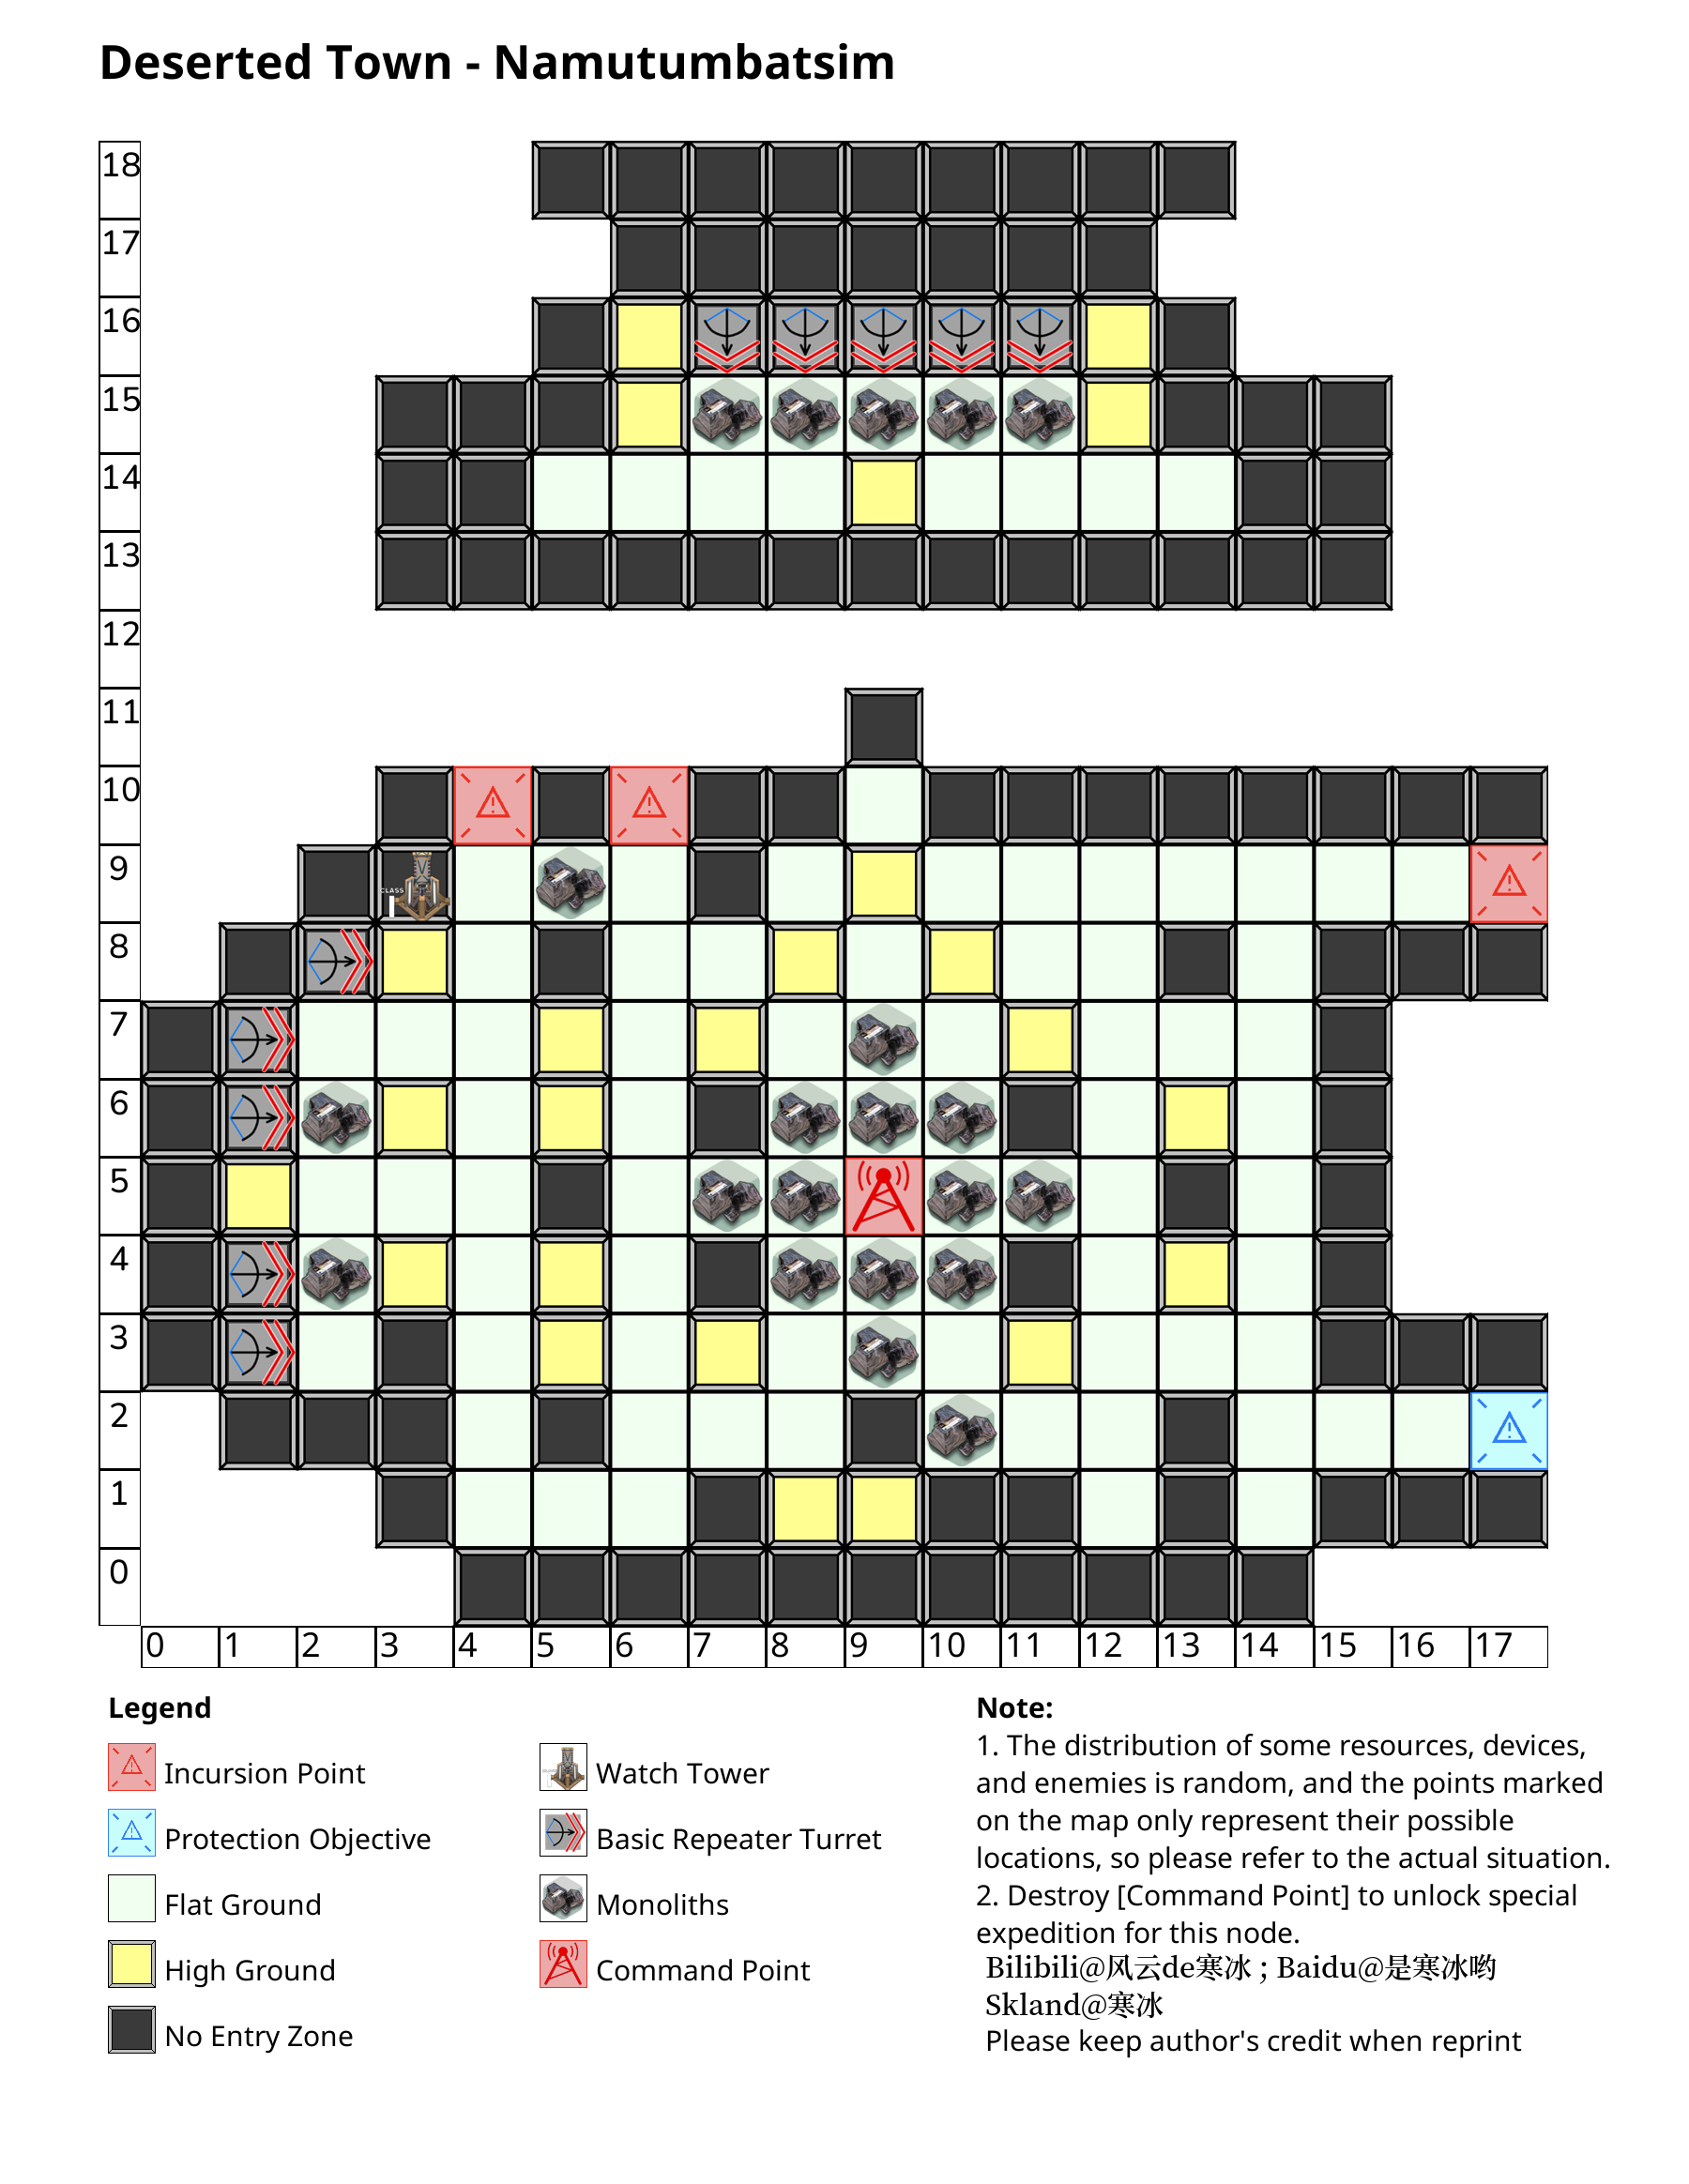 Deserted Town - Namutumbatsim
18
17
16
15
14
13
12
11
10
9
CLASS
8
7
6
5
4
3
2
1
0
0 1 2 3 4 5 6 7 8 9 10 11 12 13 14 15 16 17
Legend
Incursion Point
Protection Objective
Flat Ground
High Ground
No Entry Zone
Watch Tower
Basic Repeater Turret
Monoliths
Command Point
Note:
1. The distribution of some resources, devices,
and enemies is random, and the points marked
on the map only represent their possible
locations, so please refer to the actual situation.
2. Destroy [Command Point] to unlock special
expedition for this node.
Bilibili@风云de寒冰 ; Baidu@是寒冰哟
Skland@寒冰
Please keep author's credit when reprint